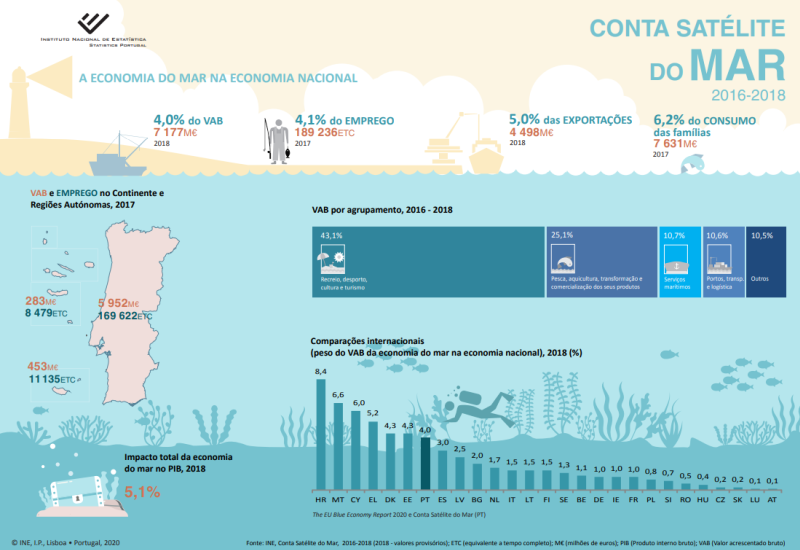 INSTITUTO NACIONAL DE ESTATÍSTICA
STATISTICS PORTUGAL
CONTA SATÉLITE
DO MAR
2016-2018
A ECONOMIA DO MAR NA ECONOMIA NACIONAL
4,0% do VAB
7 177M€
2018
4,1% do EMPREGO
189 236ETC
2017
5,0% das EXPORTAÇÕES
4 498M€
2018
6,2% do CONSUMO
das famílias
7 631M€
2017
VAB e EMPREGO no Continente e
Regiões Autónomas, 2017
283M€
8 479ETC
5 952M€
169 622ETC
453M€
11 135ETC
Impacto total da economia
do mar no PIB, 2018
5,1%
VAB por agrupamento, 2016 - 2018
43,1%
Recreio, desporto,
cultura e turismo
25,1%
Pesca, aquicultura, transformação e
comercialização dos seus produtos
10,7%
Serviços
marítimos
10,6%
Portos, transp.
e logística
10,5%
Outros
Comparações internacionais
(peso do VAB da economia do mar na economia nacional), 2018 (%)
8,4 6,6 6,0 5,2 4,3 4,3 4,0 3,0 2,5 2,0 1,7 1,5 1,5 1,5 1,3 1,1 1,0 1,0 1,0 0,8 0,7 0,5 0,4 0,2 0,2 0,1 0,1
HR MT CY EL DK EE PT ES LV BG NL IT LT FI SE BE DE IE FR PL SI RO HU CZ SK LU AT
The EU Blue Economy Report 2020 e Conta Satélite do Mar (PT)
© INE, I.P., Lisboa • Portugal, 2020
Fonte: INE, Conta Satélite do Mar, 2016-2018 (2018 - valores provisórios); ETC (equivalente a tempo completo); M€ (milhões de euros); PIB (Produto interno bruto); VAB (Valor acrescentado bruto)